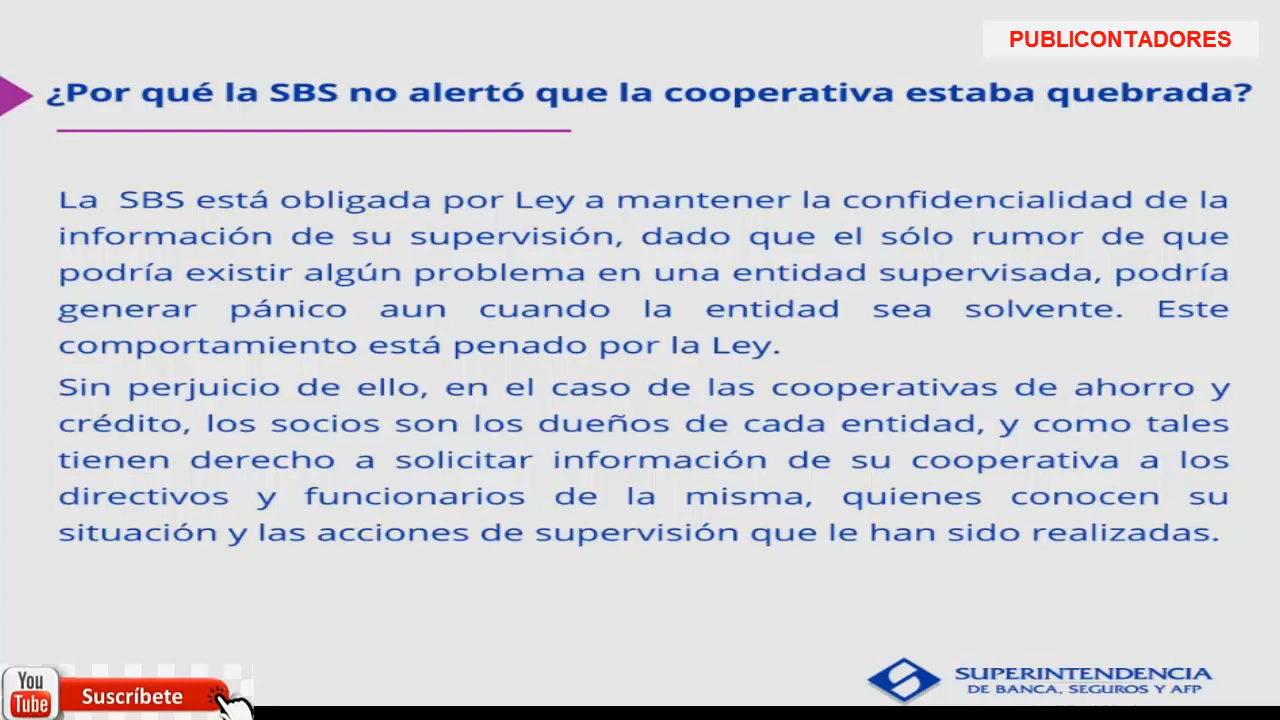 PUBLICONTADORES
¿Por qué la SBS no alertó que la cooperativa estaba quebrada?
La SBS está obligada por Ley a mantener la confidencialidad de la
información de su supervisión, dado que el sólo rumor de que
podría existir algún problema en una entidad supervisada, podría
generar pánico aun cuando la entidad sea solvente. Este
comportamiento está penado por la Ley.
Sin perjuicio de ello, en el caso de las cooperativas de ahorro y
crédito, los socios son los dueños de cada entidad, y como tales
tienen derecho a solicitar información de su cooperativa a los
directivos y funcionarios de la misma, quienes conocen su
situación y las acciones de supervisión que le han sido realizadas.
You
Tube
Suscríbete
SUPERINTENDENCIA
DE BANCA, SEGUROS Y AFP